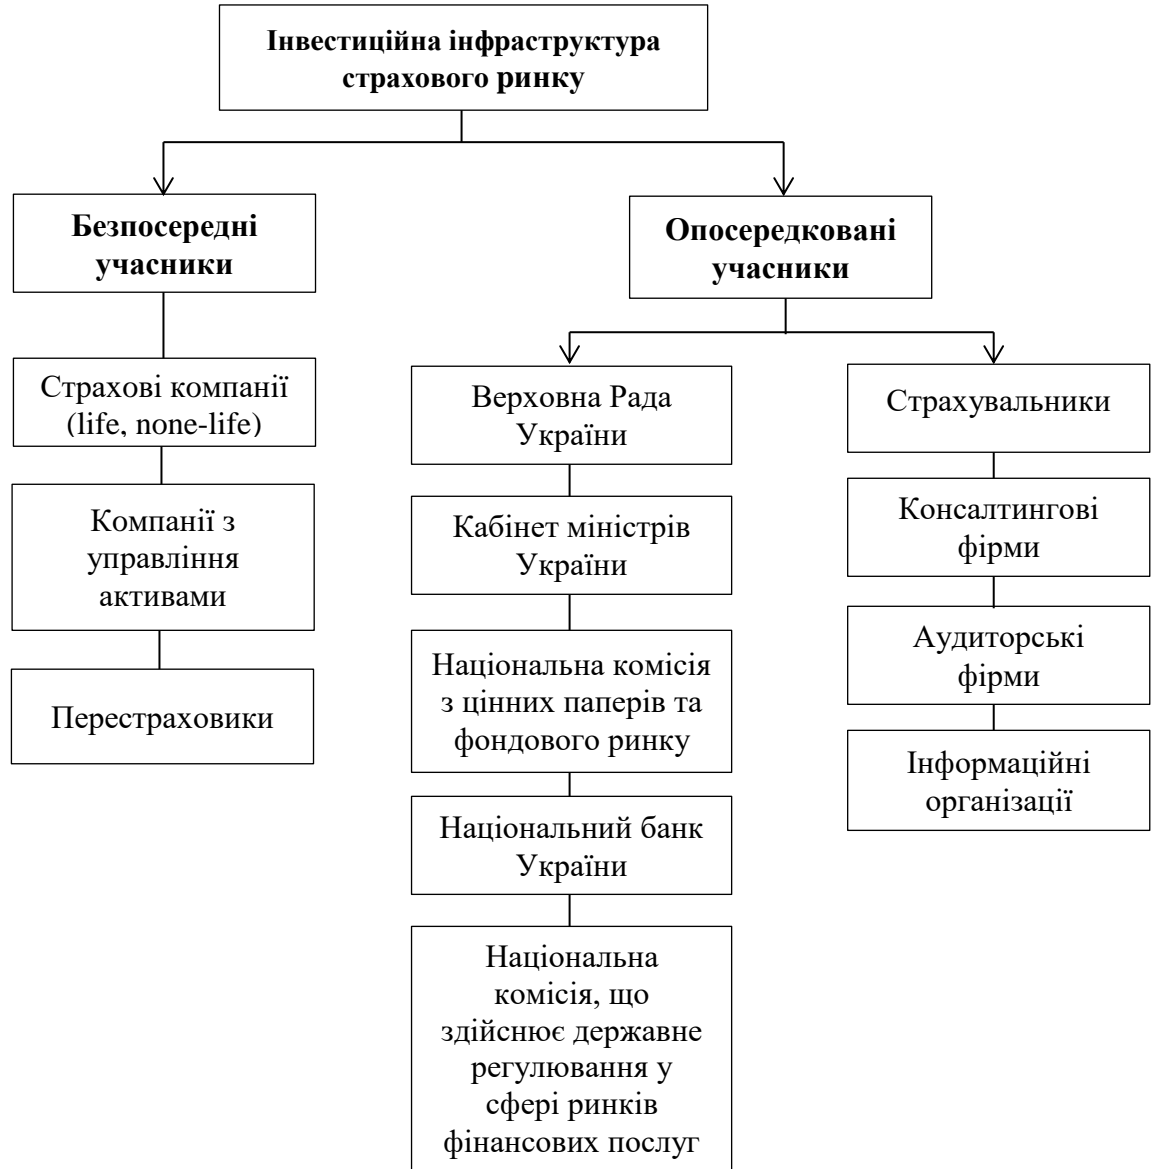 Інвестиційна інфраструктура
страхового ринку
Безпосередні
учасники
Опосередковані
учасники
Страхові компанії
(life, none-life)
Компанії з
управління
активами
Перестраховики
Верховна Рада
України
Кабінет міністрів
України
Національна комісія
з цінних паперів та
фондового ринку
Національний банк
України
Національна
комісія, що
здійснює державне
регулювання у
сфері ринків
фінансових послуг
Страхувальники
Консалтингові
фірми
Аудиторські
фірми
Інформаційні
організації